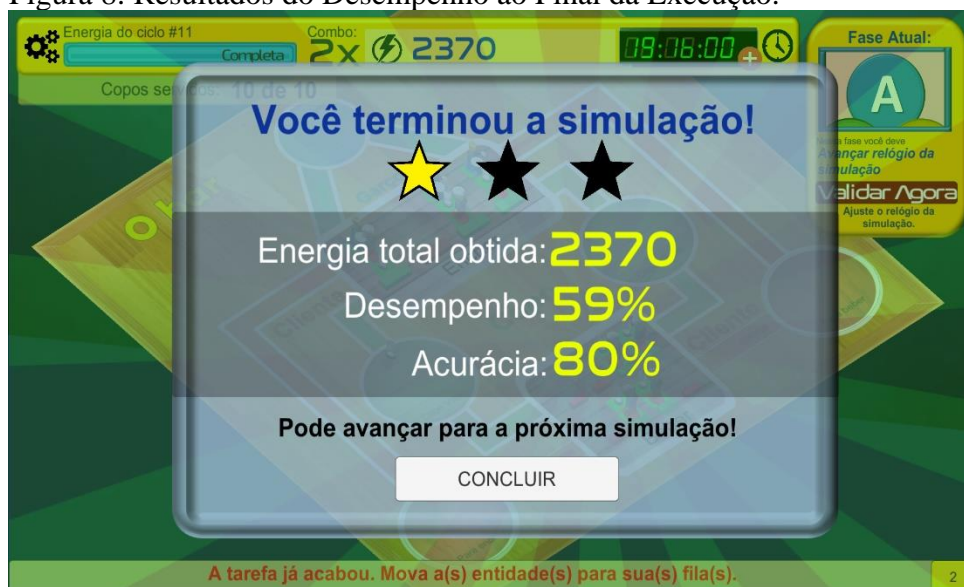 Figura 8: Resultados do Desempenho ao Final da Execução.
Energia do ciclo #11
Completa
Combo:
2x
2370
19:18:00
Fase Atual:
A
fase você deve
Avançar relógio da
simulação
Validar Agora
Ajuste o relógio da
simulação.
Copos servidos: 10 de 10
Você terminou a simulação!
Energia total obtida: 2370
Desempenho: 59%
Acurácia: 80%
Pode avançar para a próxima simulação!
CONCLUIR
A tarefa já acabou. Mova a(s) entidade(s) para sua(s) fila(s).
2